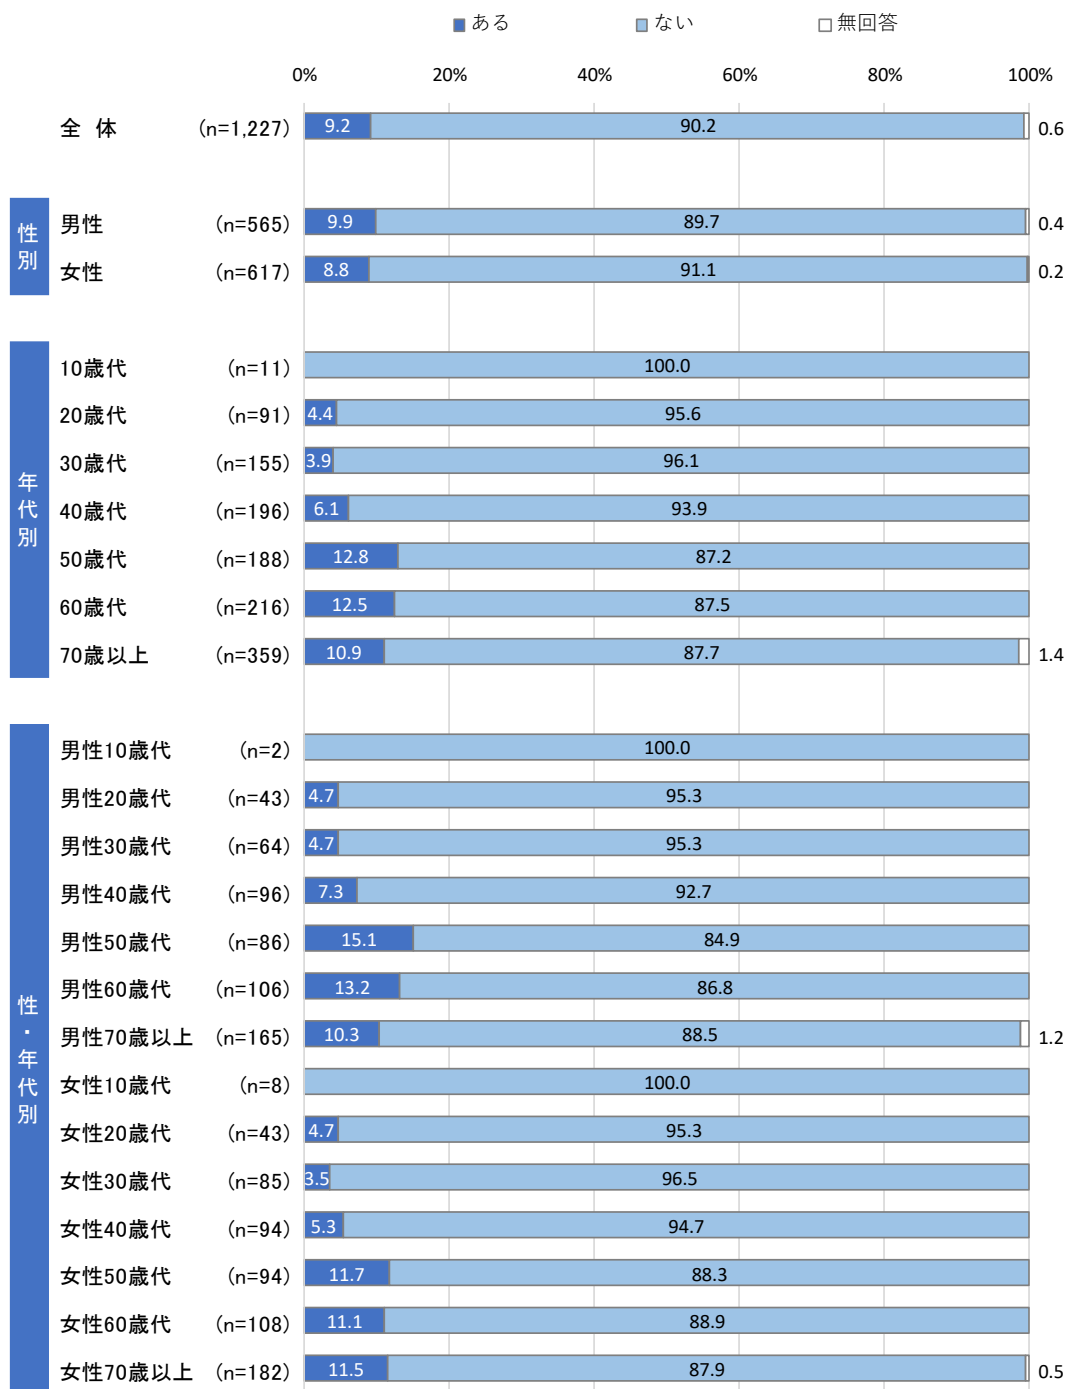 ある ない 無回答
0% 20% 40% 60% 80% 100%
全 体 (n=1,227) 9.2 90.2 0.6
性別
男性 (n=565) 9.9 89.7 0.4
女性 (n=617) 8.8 91.1 0.2
年代別
10歳代 (n=11) 100.0
20歳代 (n=91) 4.4 95.6
30歳代 (n=155) 3.9 96.1
40歳代 (n=196) 6.1 93.9
50歳代 (n=188) 12.8 87.2
60歳代 (n=216) 12.5 87.5
70歳以上 (n=359) 10.9 87.7 1.4
性・年代別
男性10歳代 (n=2) 100.0
男性20歳代 (n=43) 4.7 95.3
男性30歳代 (n=64) 4.7 95.3
男性40歳代 (n=96) 7.3 92.7
男性50歳代 (n=86) 15.1 84.9
男性60歳代 (n=106) 13.2 86.8
男性70歳以上 (n=165) 10.3 88.5 1.2
女性10歳代 (n=8) 100.0
女性20歳代 (n=43) 4.7 95.3
女性30歳代 (n=85) 3.5 96.5
女性40歳代 (n=94) 5.3 94.7
女性50歳代 (n=94) 11.7 88.3
女性60歳代 (n=108) 11.1 88.9
女性70歳以上 (n=182) 11.5 87.9 0.5